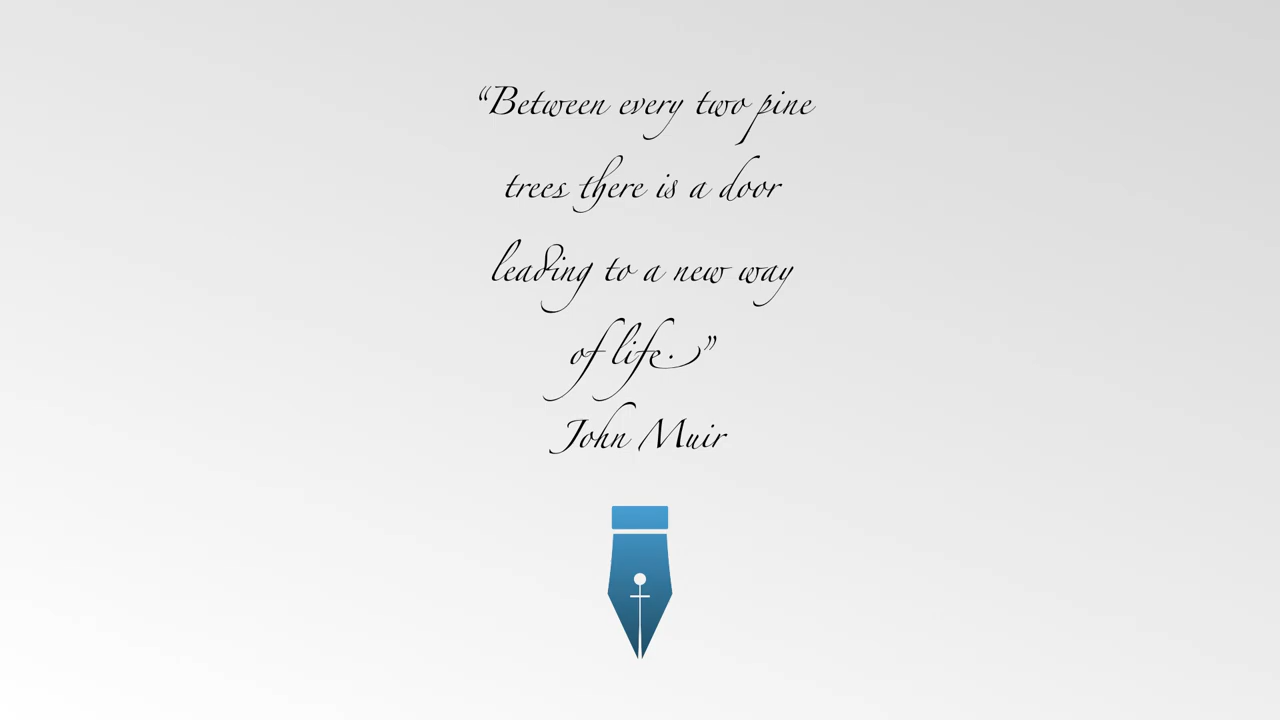 “Between every two pine
trees there is a door
leading to a new way
of life.”
John Muir